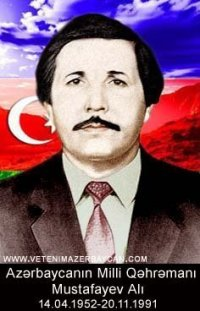 WWW.VETENIMAZERBAYCAN.COM
Azərbaycanın Milli Qəhrəmanı
Mustafayev Alı
14.04.1952-20.11.1991